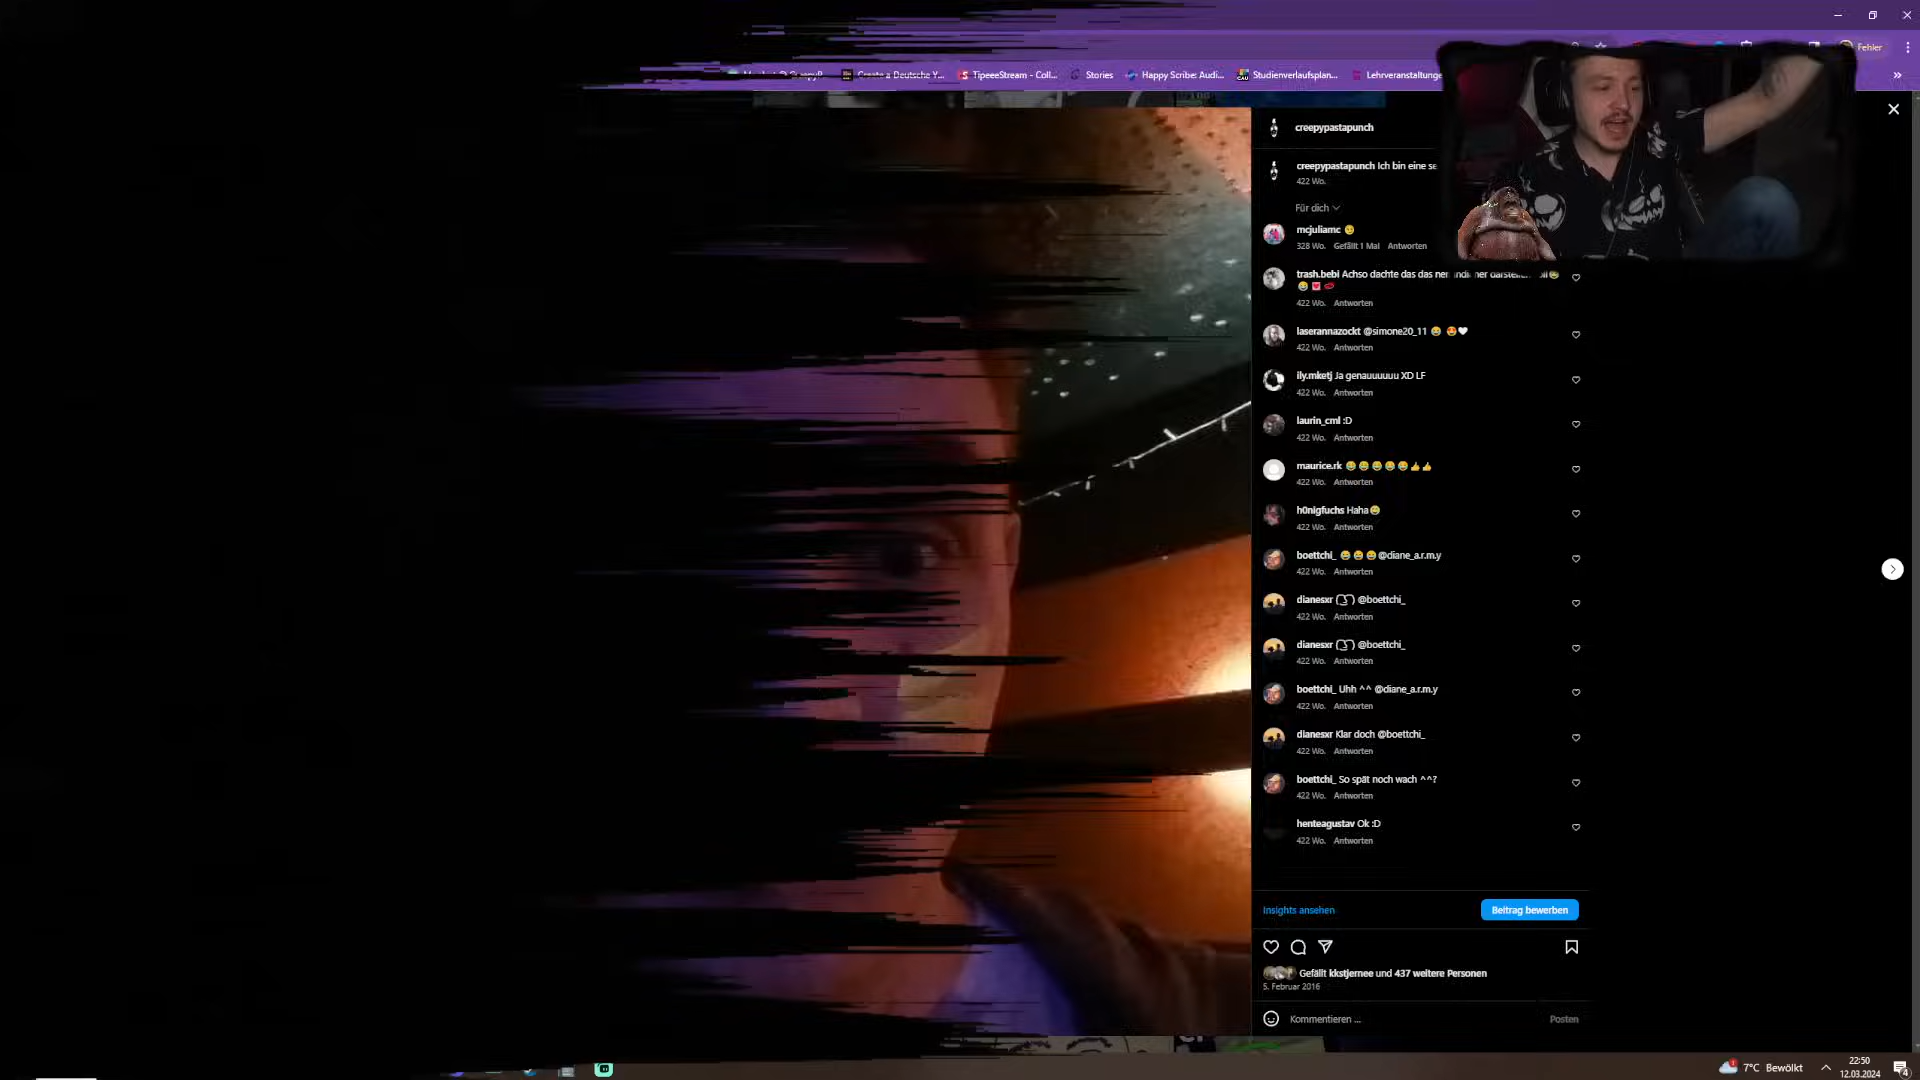 Fehler
Create a Deutsche Y...
TipeeeStream - Coll...
Stories
Happy Scribe: Audi...
Studienverlaufsplan...
Lehrveranstaltunge
creepypastapunch
creepypastapunch Ich bin eine se
422 Wo.
Für dich
mcjuliamc 😏
328 Wo. Gefällt 1 Mal Antworten
trash.bebi Achso dachte das das
422 Wo. Antworten
laserannazockt @simone20_11 😂 😍🤍
422 Wo. Antworten
ily.mketj Ja genauuuuuu XD LF
422 Wo. Antworten
laurin_cml :D
422 Wo. Antworten
maurice.rk 😂😂😂😂😂👍👍
422 Wo. Antworten
h0nigfuchs Haha😂
422 Wo. Antworten
boettchi_ 😂😂😂@diane_a.r.m.y
422 Wo. Antworten
dianesxr ( ͡° ͜ʖ ͡°) @boettchi_
422 Wo. Antworten
dianesxr ( ͡° ͜ʖ ͡°) @boettchi_
422 Wo. Antworten
boettchi_ Uhh ^^ @diane_a.r.m.y
422 Wo. Antworten
dianesxr Klar doch @boettchi_
422 Wo. Antworten
boettchi_ So spät noch wach ^^?
422 Wo. Antworten
henteagustav Ok :D
422 Wo. Antworten
Insights ansehen
Beitrag bewerben
Gefällt kkstjernee und 437 weitere Personen
5. Februar 2016
Kommentieren ...
Posten
7°C Bewölkt
22:50
12.03.2024